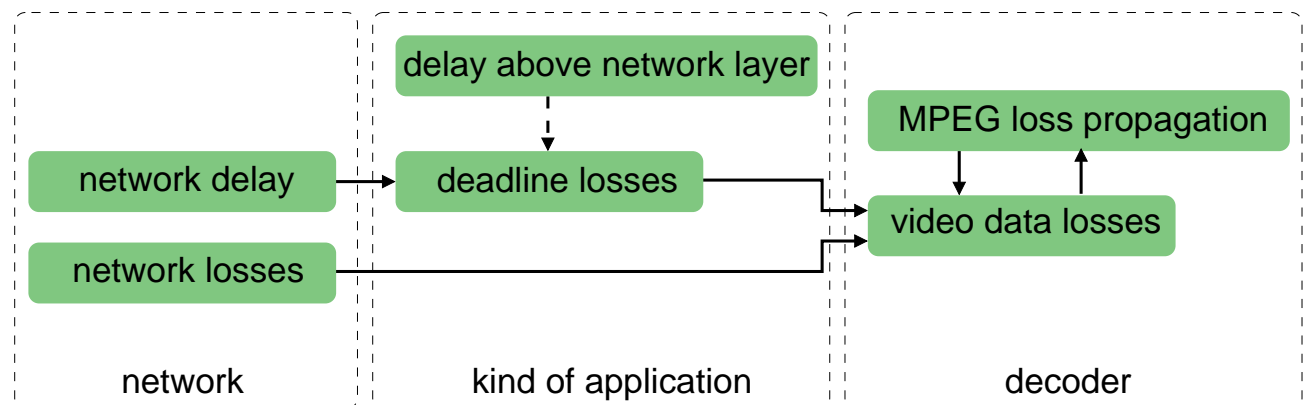 delay above network layer
MPEG loss propagation
network delay
deadline losses
video data losses
network losses
network
kind of application
decoder